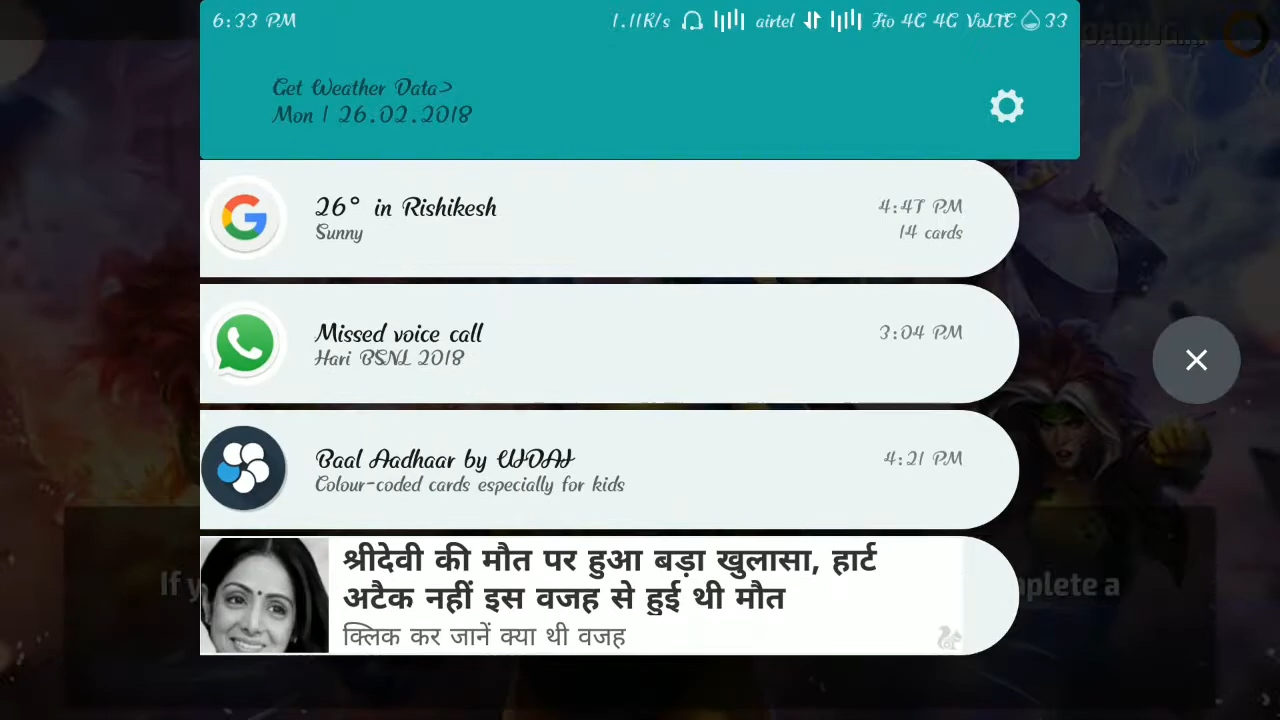 6:33 PM
1.11K/s airtel Jio 4G 4G VoLTE 33
OADING...
Get Weather Data>
Mon | 26.02.2018
26° in Rishikesh
4:47 PM
Sunny
14 cards
Missed voice call
3:04 PM
Hari BSNL 2018
Baal Aadhaar by UIDAI
4:21 PM
Colour-coded cards especially for kids
श्रीदेवी की मौत पर हुआ बड़ा खुलासा, हार्ट
अटैक नहीं इस वजह से हुई थी मौत
If y plete a
क्लिक कर जानें क्या थी वजह